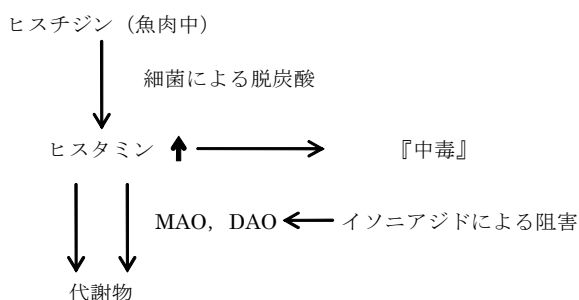 ヒスチジン（魚肉中）
細菌による脱炭酸
ヒスタミン
『中毒』
MAO，DAO
イソニアジドによる阻害
代謝物